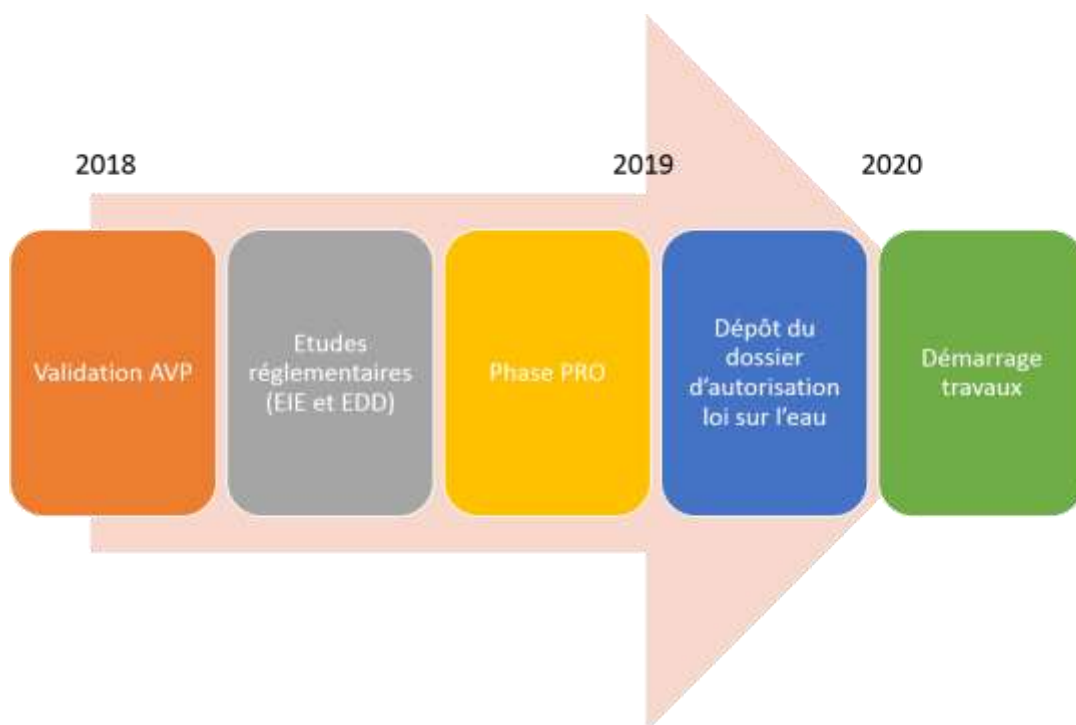 2018
2019
2020
Validation AVP
Etudes
réglementaires
(EIE et EDD)
Phase PRO
Dépôt du
dossier
d'autorisation
loi sur l'eau
Démarrage
travaux